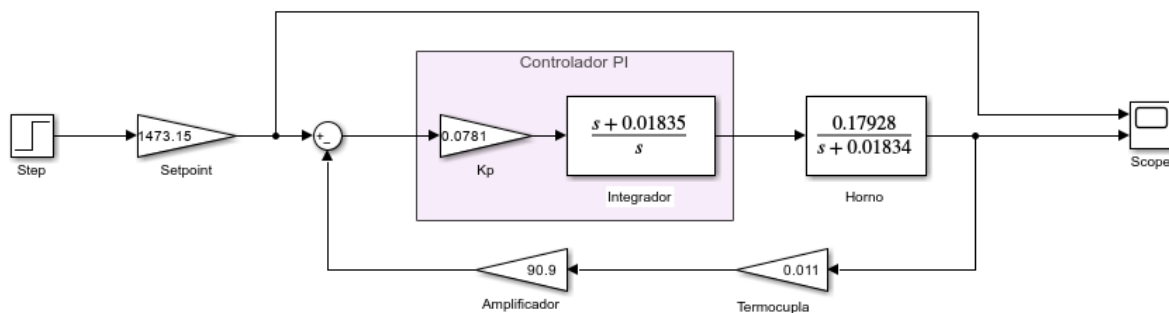 Controlador PI
1473.15
+
−
0.0781
s + 0.01835
s
0.17928
s + 0.01834
Step
Setpoint
Kp
Integrador
Horno
Scope
90.9
0.011
Amplificador
Termocupla